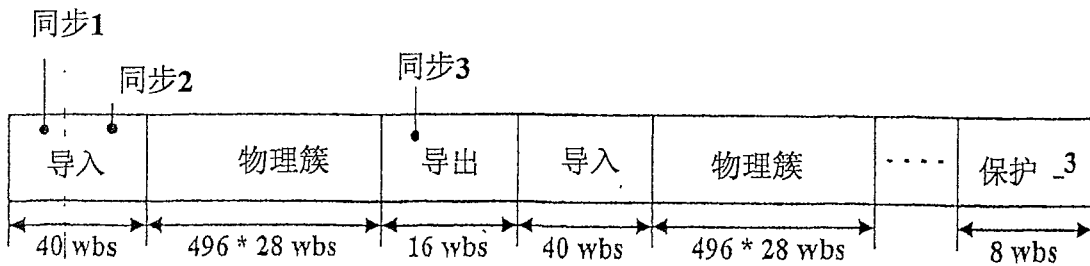 同步1
同步2
同步3
导入 物理簇 导出 导入 物理簇 ···· 保护_3
40 wbs 496 * 28 wbs 16 wbs 40 wbs 496 * 28 wbs 8 wbs